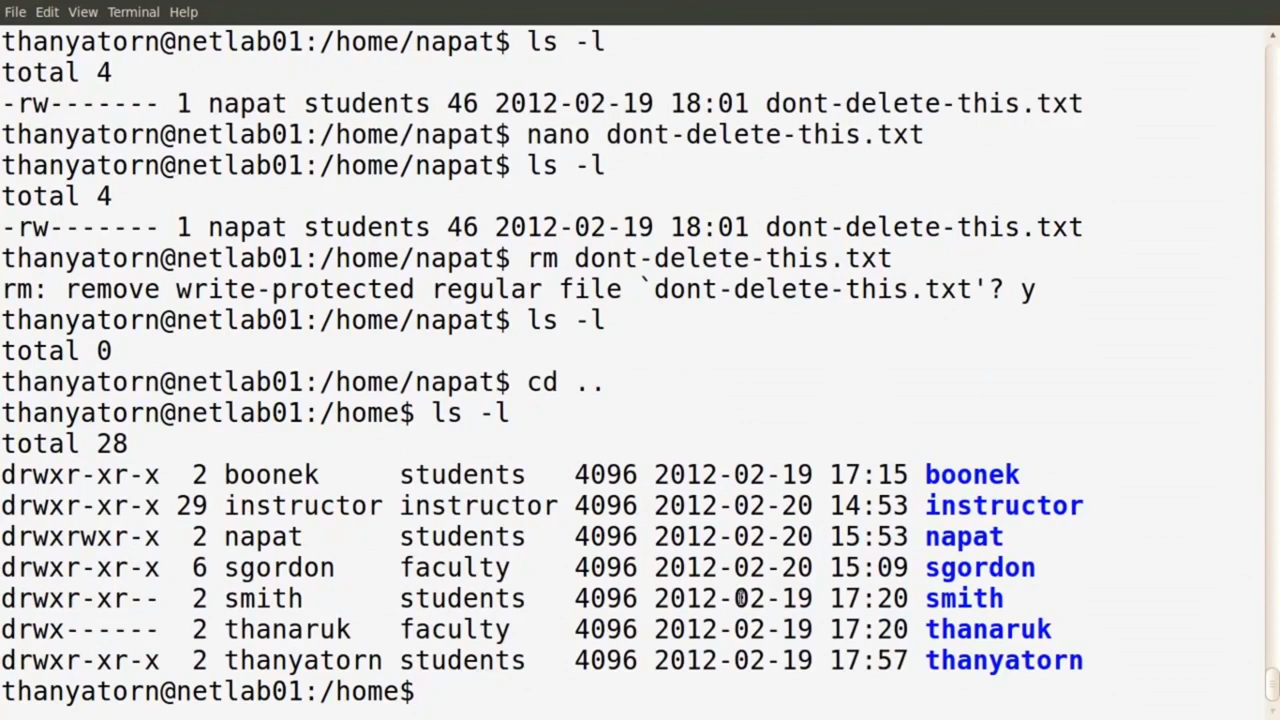 File Edit View Terminal Help
thanyatorn@netlab01:/home/napat$ ls -l
total 4
-rw------- 1 napat students 46 2012-02-19 18:01 dont-delete-this.txt
thanyatorn@netlab01:/home/napat$ nano dont-delete-this.txt
thanyatorn@netlab01:/home/napat$ ls -l
total 4
-rw------- 1 napat students 46 2012-02-19 18:01 dont-delete-this.txt
thanyatorn@netlab01:/home/napat$ rm dont-delete-this.txt
rm: remove write-protected regular file `dont-delete-this.txt'? y
thanyatorn@netlab01:/home/napat$ ls -l
total 0
thanyatorn@netlab01:/home/napat$ cd ..
thanyatorn@netlab01:/home$ ls -l
total 28
drwxr-xr-x  2 boonek     students   4096 2012-02-19 17:15 boonek
drwxr-xr-x 29 instructor instructor 4096 2012-02-20 14:53 instructor
drwxrwxr-x  2 napat      students   4096 2012-02-20 15:53 napat
drwxr-xr-x  6 sgordon    faculty    4096 2012-02-20 15:09 sgordon
drwxr-xr--  2 smith      students   4096 2012-02-19 17:20 smith
drwx------  2 thanaruk   faculty    4096 2012-02-19 17:20 thanaruk
drwxr-xr-x  2 thanyatorn students   4096 2012-02-19 17:57 thanyatorn
thanyatorn@netlab01:/home$